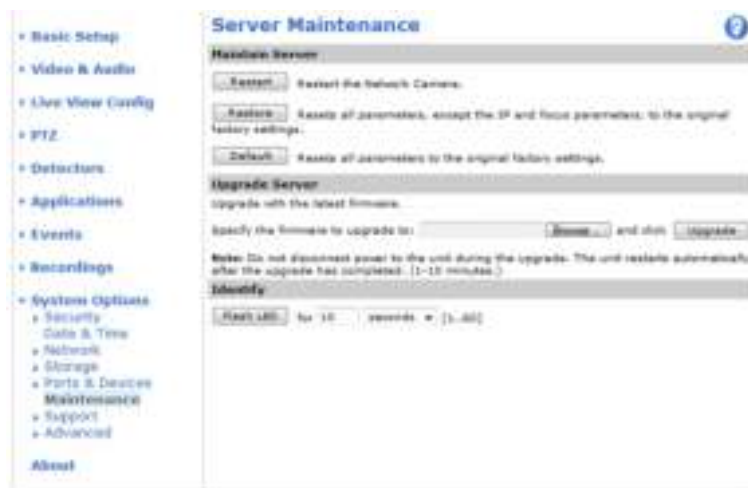 Basic Setup
Video & Audio
Live View Config
PTZ
Detectors
Applications
Events
Recordings
System Options
Security
Date & Time
Network
Storage
Ports & Devices
Maintenance
Support
Advanced
About
Server Maintenance
Maintain Server
Restart Restart the Network Camera.
Restore Resets all parameters, except the IP and focus parameters, to the original
factory settings.
Default Resets all parameters to the original factory settings.
Upgrade Server
Upgrade with the latest firmware.
Specify the firmware to upgrade to: Browse... and click Upgrade
Note: Do not disconnect power to the unit during the upgrade. The unit restarts automatically
after the upgrade has completed. (1-10 minutes.)
Identify
Flash LED for 10 seconds [1..60]